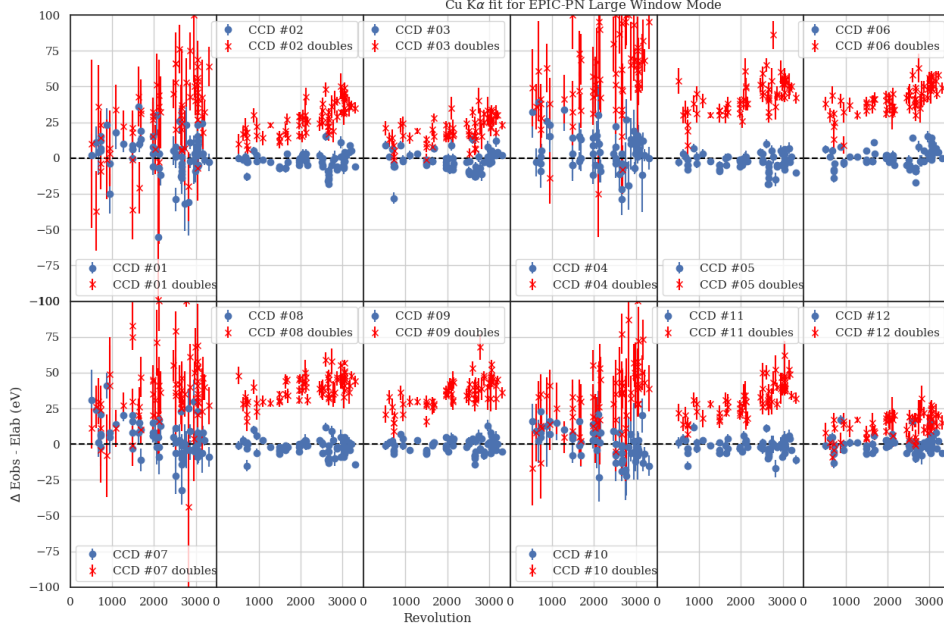 Cu Kα fit for EPIC-PN Large Window Mode
100
75
50
25
0
−25
−50
−75
−100
CCD #01
CCD #01 doubles
CCD #02
CCD #02 doubles
CCD #03
CCD #03 doubles
CCD #04
CCD #04 doubles
CCD #05
CCD #05 doubles
CCD #06
CCD #06 doubles
75
50
25
0
−25
−50
−75
−100
CCD #07
CCD #07 doubles
CCD #08
CCD #08 doubles
CCD #09
CCD #09 doubles
CCD #10
CCD #10 doubles
CCD #11
CCD #11 doubles
CCD #12
CCD #12 doubles
0 1000 2000 3000 0 1000 2000 3000 0 1000 2000 3000 0 1000 2000 3000 0 1000 2000 3000 0 1000 2000 3000
Revolution
Δ Eobs - Elab (eV)